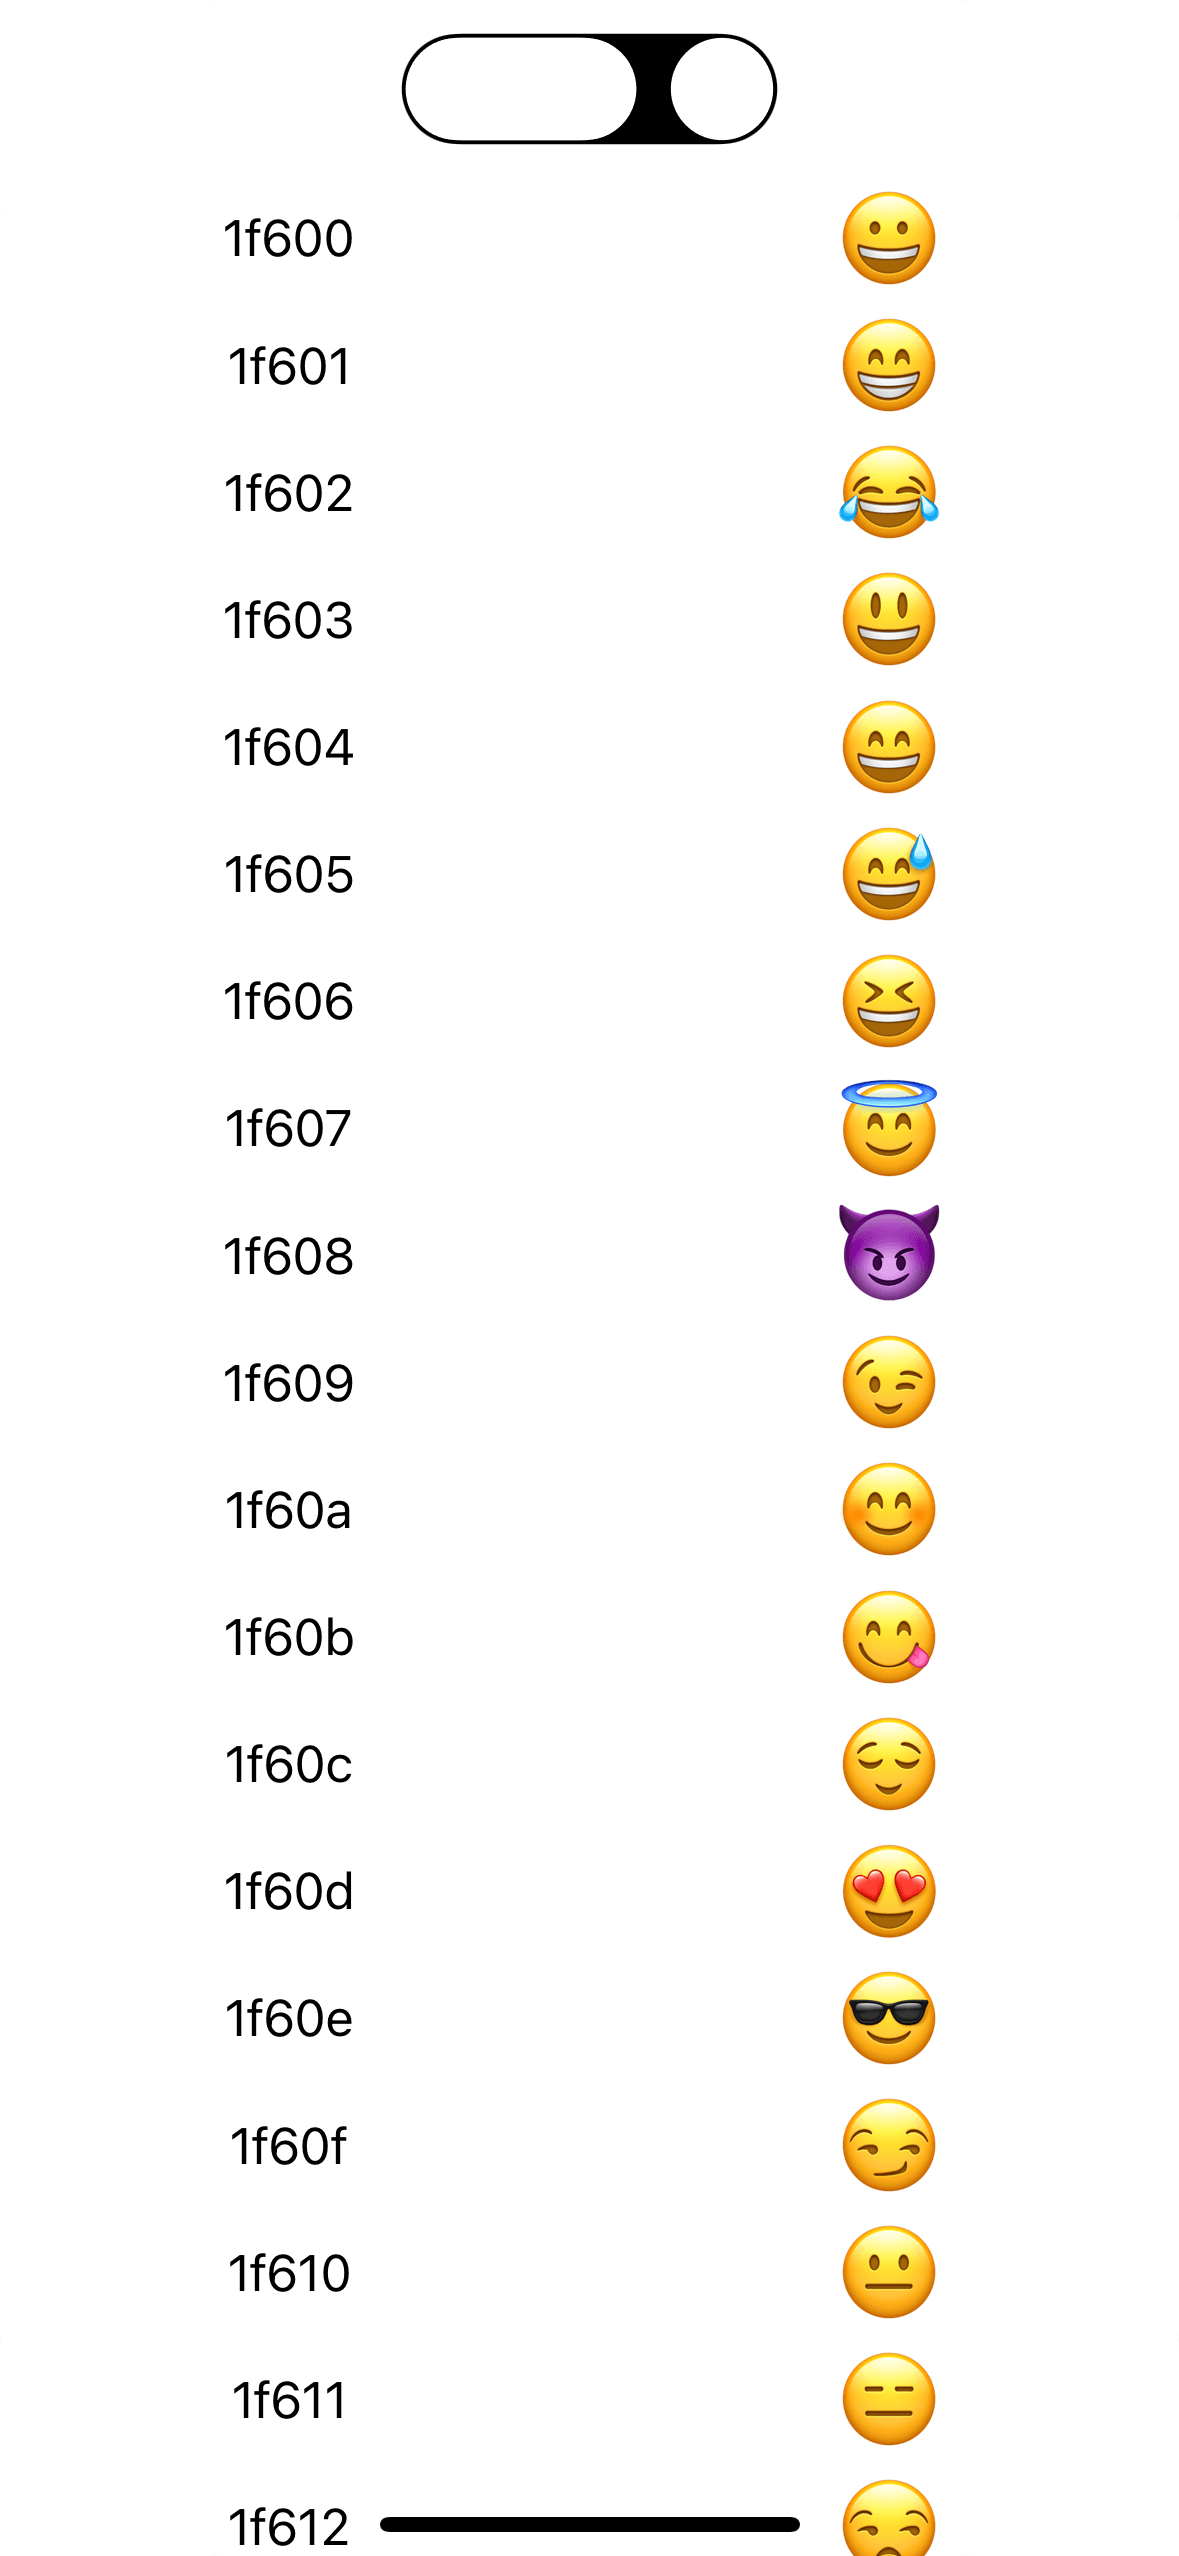 1f600 😀
1f601 😁
1f602 😂
1f603 😃
1f604 😄
1f605 😅
1f606 😆
1f607 😇
1f608 😈
1f609 😉
1f60a 😊
1f60b 😋
1f60c 😌
1f60d 😍
1f60e 😎
1f60f 😏
1f610 😐
1f611 😑
1f612 😒